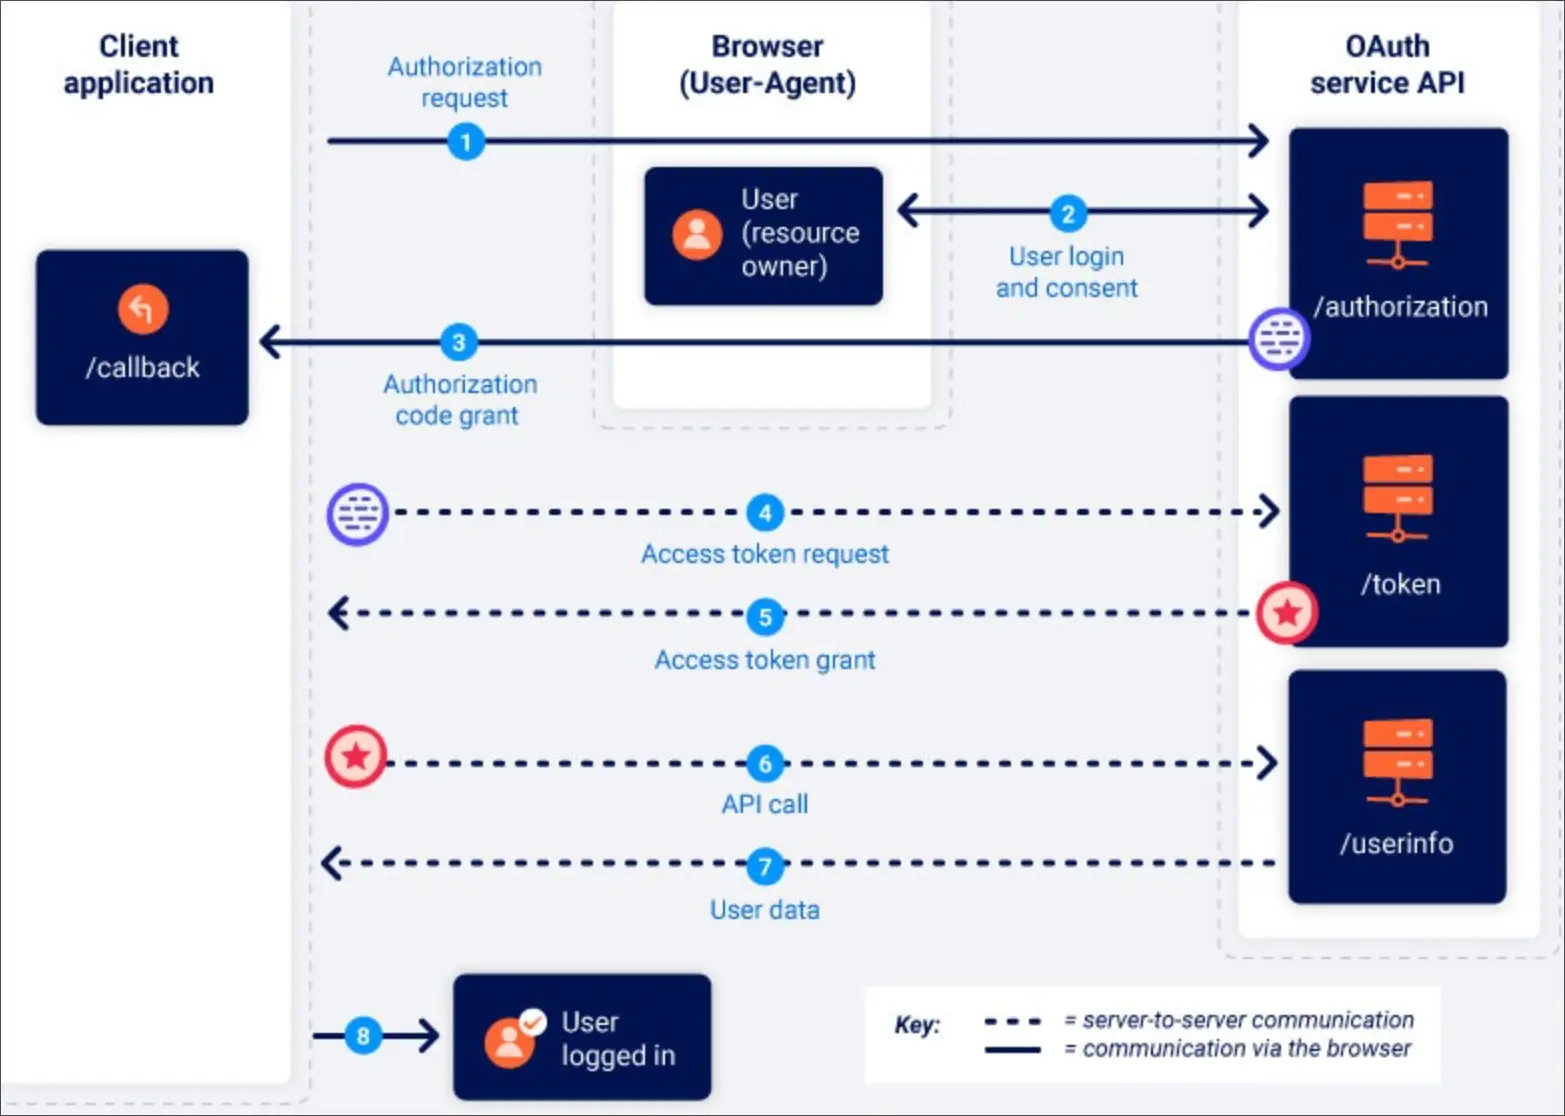 Client
application
Browser
(User-Agent)
OAuth
service API
Authorization
request
1
User
(resource
owner)
2
User login
and consent
/authorization
/callback
3
Authorization
code grant
4
Access token request
/token
5
Access token grant
6
API call
/userinfo
7
User data
8
User
logged in
Key:
= server-to-server communication
= communication via the browser